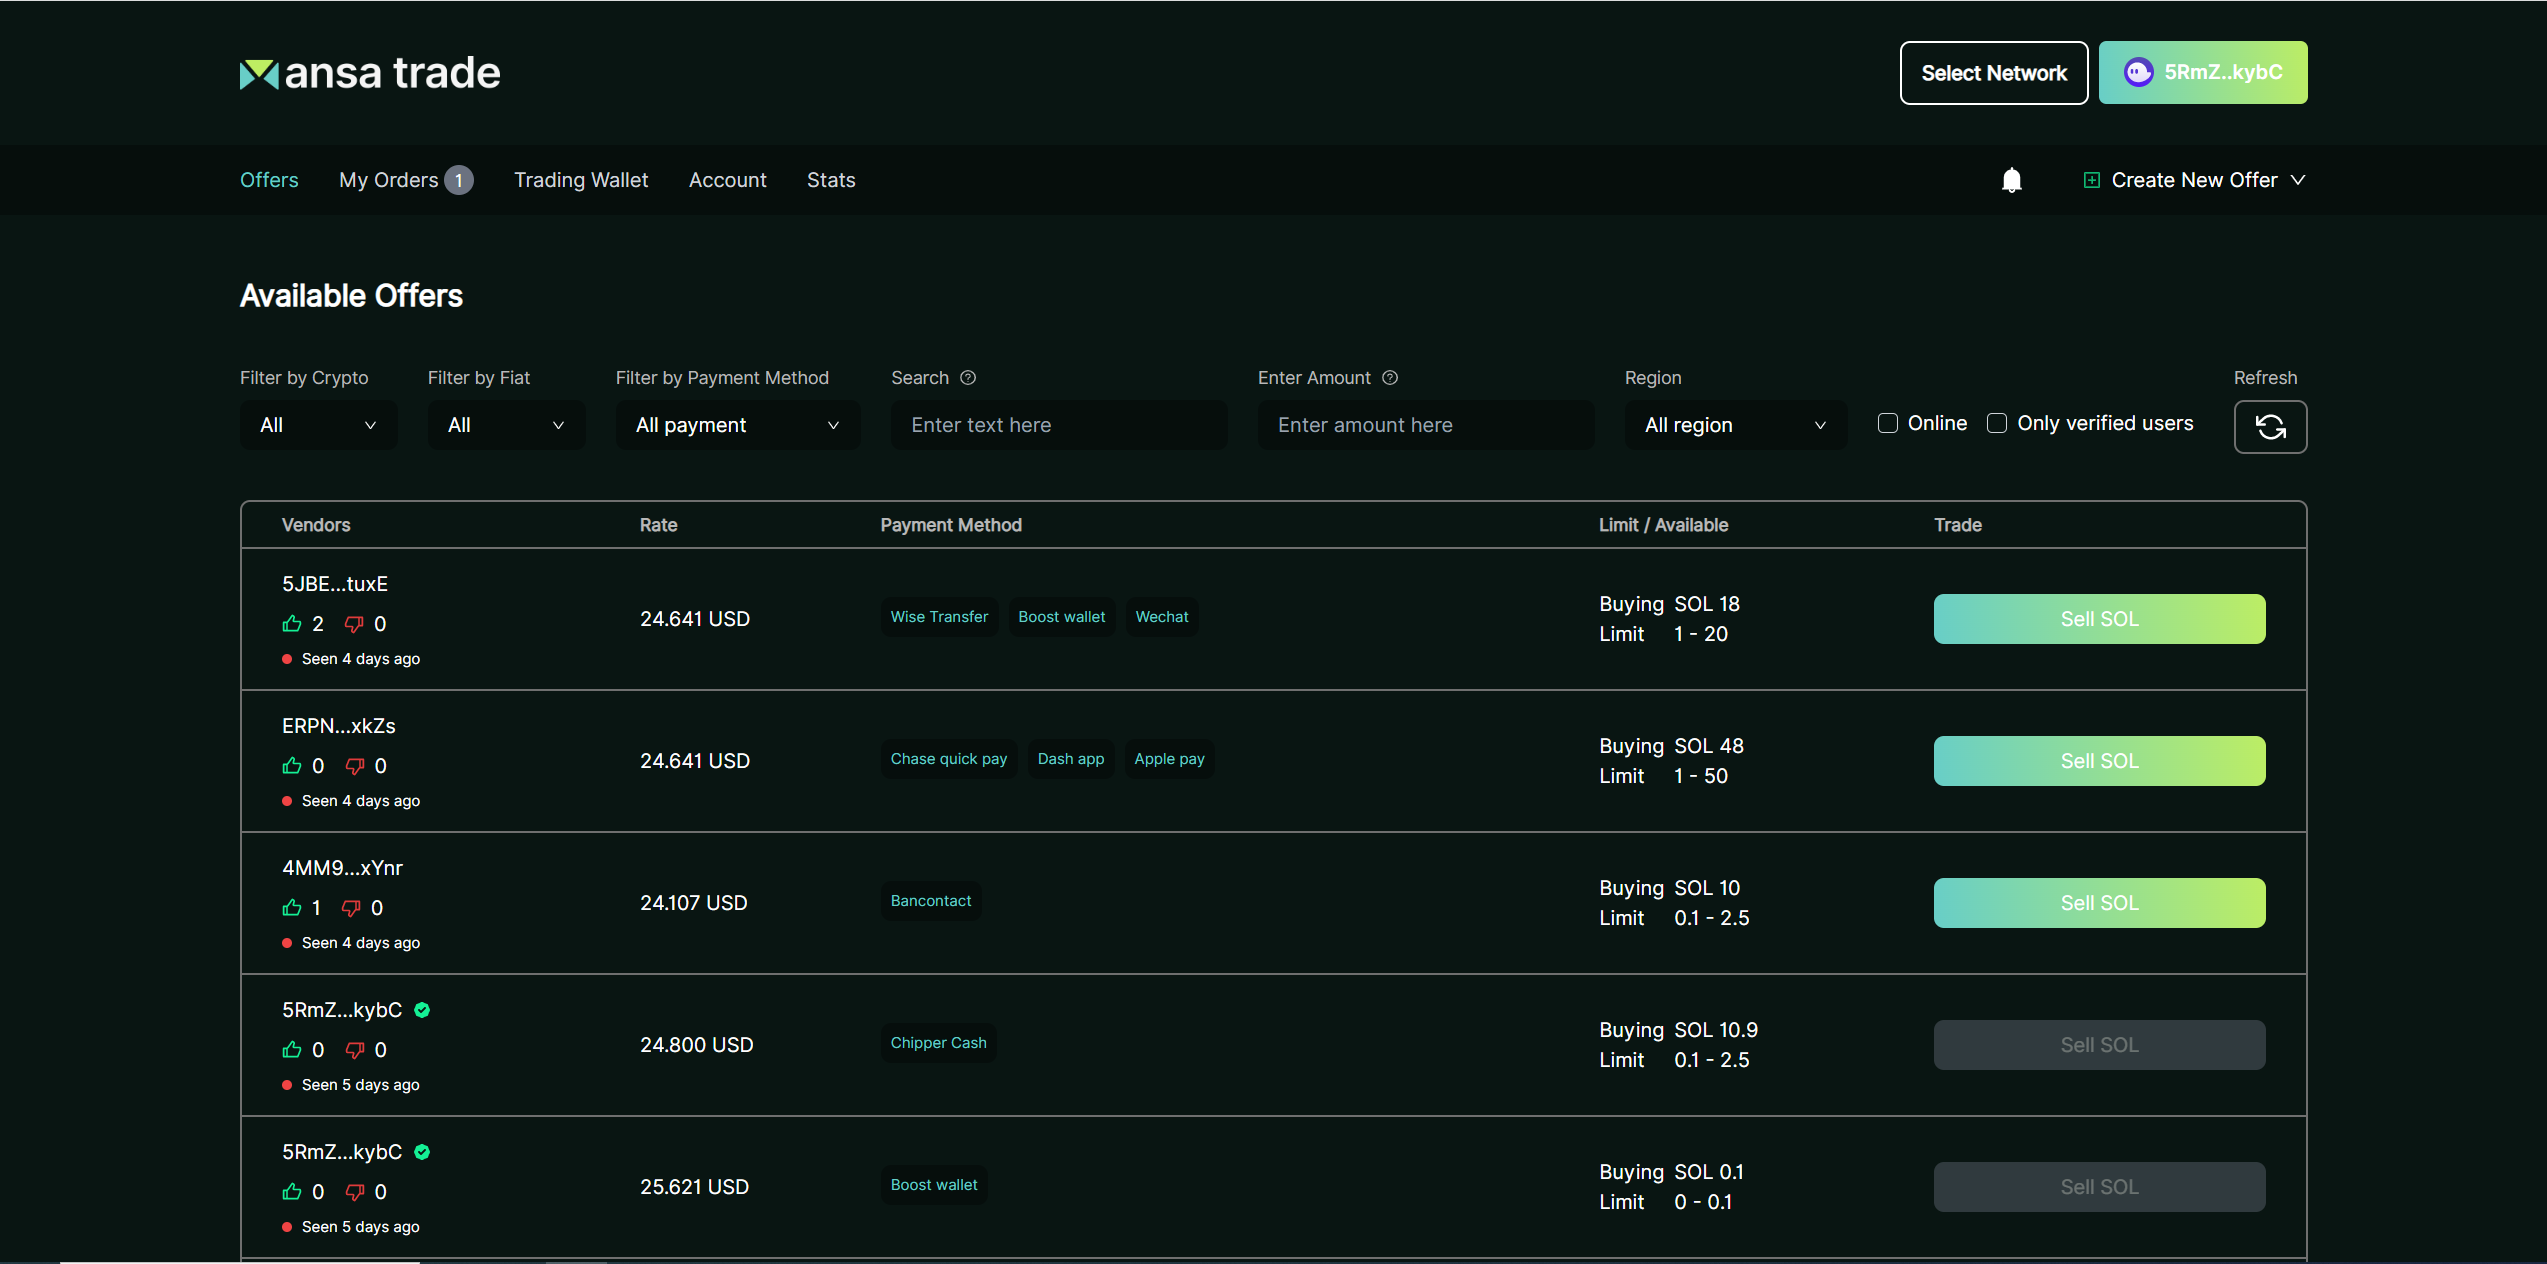 ansa trade
Select Network
5RmZ..kybC
Offers
My Orders 1
Trading Wallet
Account
Stats
Create New Offer
Available Offers
Filter by Crypto
Filter by Fiat
Filter by Payment Method
Search
Enter Amount
Region
Refresh
All
All
All payment
Enter text here
Enter amount here
All region
Online
Only verified users
Vendors Rate Payment Method Limit / Available Trade
5JBE...tuxE
2 0
Seen 4 days ago
24.641 USD
Wise Transfer Boost wallet Wechat
Buying SOL 18
Limit 1 - 20
Sell SOL
ERPN...xkZs
0 0
Seen 4 days ago
24.641 USD
Chase quick pay Dash app Apple pay
Buying SOL 48
Limit 1 - 50
Sell SOL
4MM9...xYnr
1 0
Seen 4 days ago
24.107 USD
Bancontact
Buying SOL 10
Limit 0.1 - 2.5
Sell SOL
5RmZ...kybC
0 0
Seen 5 days ago
24.800 USD
Chipper Cash
Buying SOL 10.9
Limit 0.1 - 2.5
Sell SOL
5RmZ...kybC
0 0
Seen 5 days ago
25.621 USD
Boost wallet
Buying SOL 0.1
Limit 0 - 0.1
Sell SOL